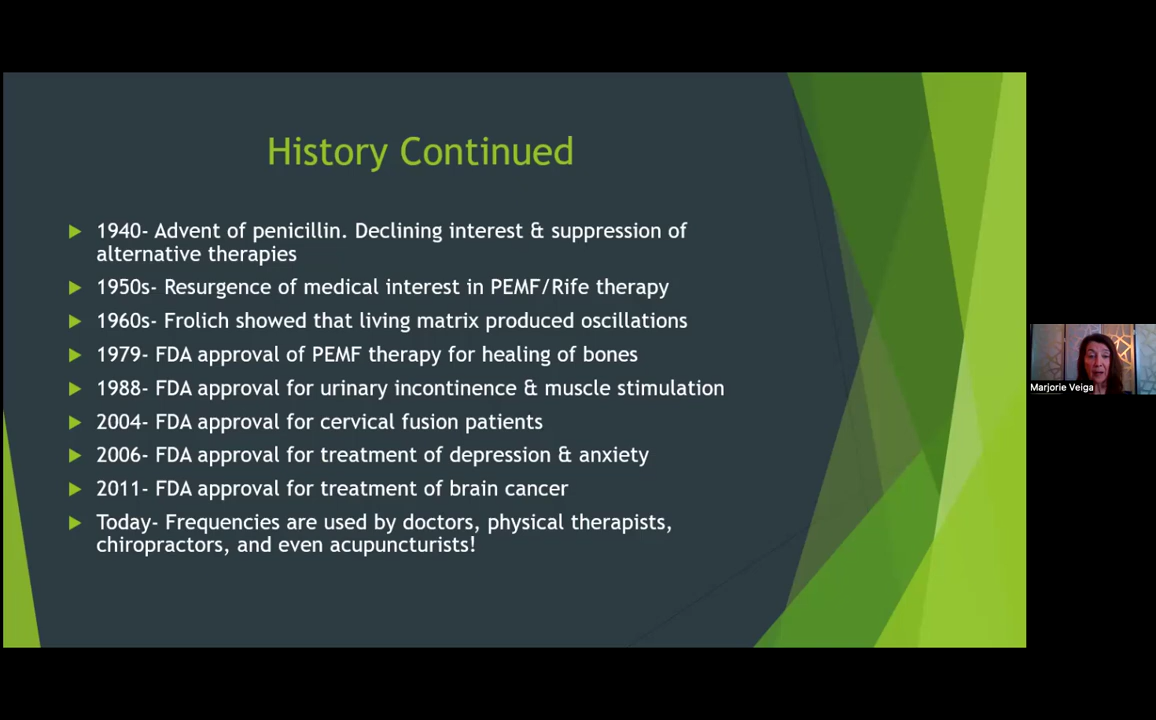 History Continued
1940- Advent of penicillin. Declining interest & suppression of
alternative therapies
1950s- Resurgence of medical interest in PEMF/Rife therapy
1960s- Frolich showed that living matrix produced oscillations
1979- FDA approval of PEMF therapy for healing of bones
1988- FDA approval for urinary incontinence & muscle stimulation
2004- FDA approval for cervical fusion patients
2006- FDA approval for treatment of depression & anxiety
2011- FDA approval for treatment of brain cancer
Today- Frequencies are used by doctors, physical therapists,
chiropractors, and even acupuncturists!
Marjorie Veiga